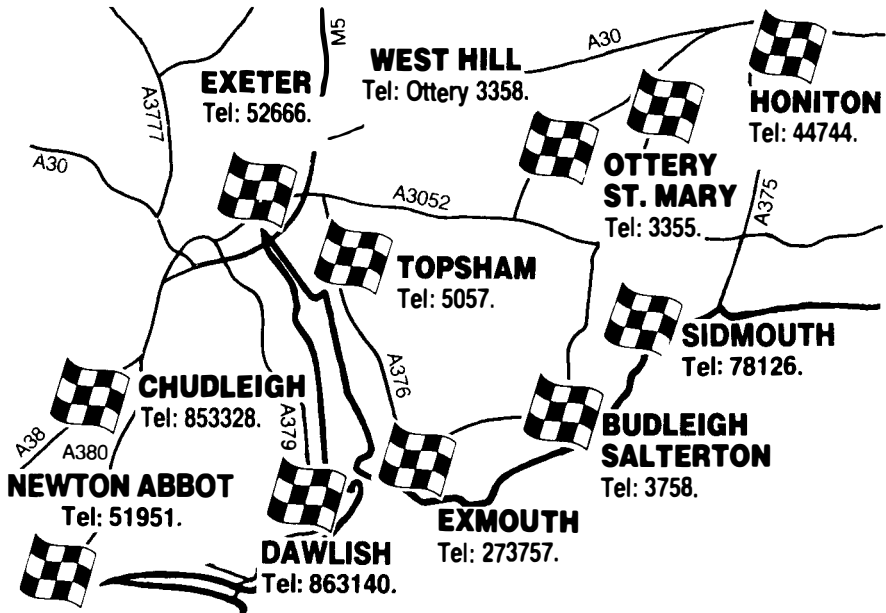 M5
A30
WEST HILL
Tel: Ottery 3358.
EXETER
Tel: 52666.
HONITON
Tel: 44744.
A3777
A30
OTTERY
ST. MARY
Tel: 3355.
A3052
A375
TOPSHAM
Tel: 5057.
SIDMOUTH
Tel: 78126.
A376
CHUDLEIGH
Tel: 853328.
A379
BUDLEIGH
SALTERTON
Tel: 3758.
A38
A380
NEWTON ABBOT
Tel: 51951.
EXMOUTH
Tel: 273757.
DAWLISH
Tel: 863140.